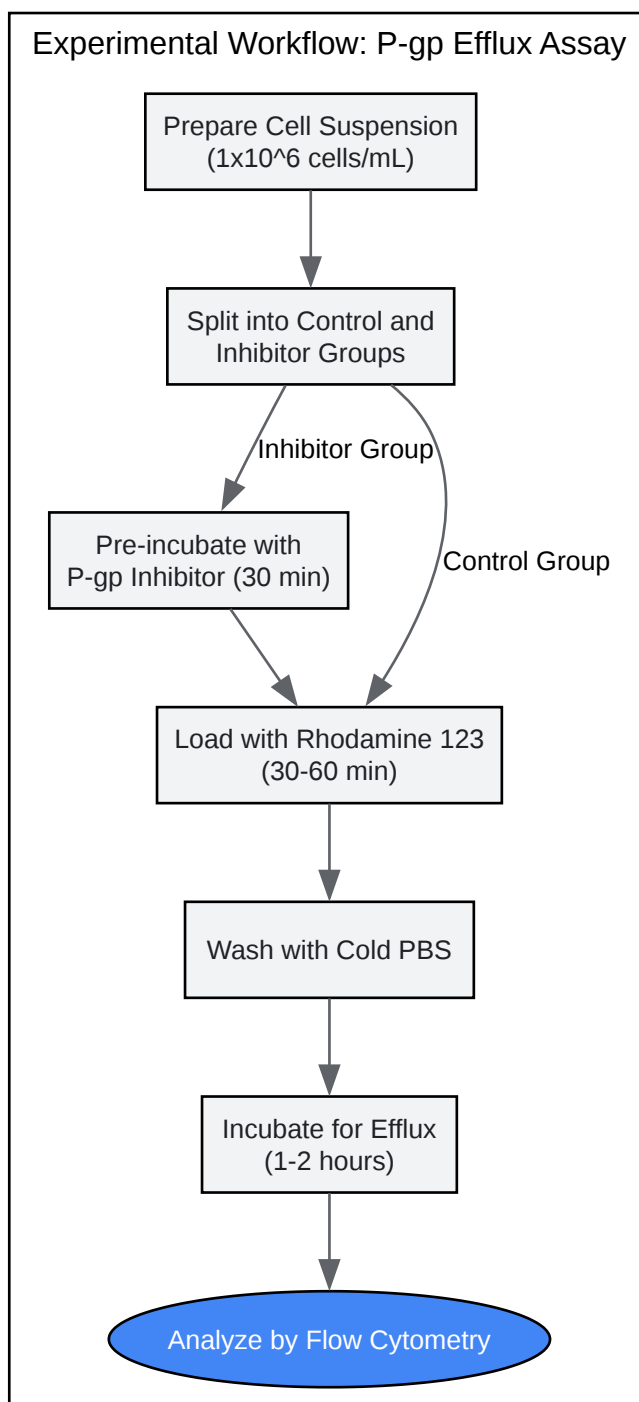 Experimental Workflow: P-gp Efflux Assay
Prepare Cell Suspension
(1x10^6 cells/mL)
Split into Control and
Inhibitor Groups
Inhibitor Group
Pre-incubate with
P-gp Inhibitor (30 min)
Control Group
Load with Rhodamine 123
(30-60 min)
Wash with Cold PBS
Incubate for Efflux
(1-2 hours)
Analyze by Flow Cytometry